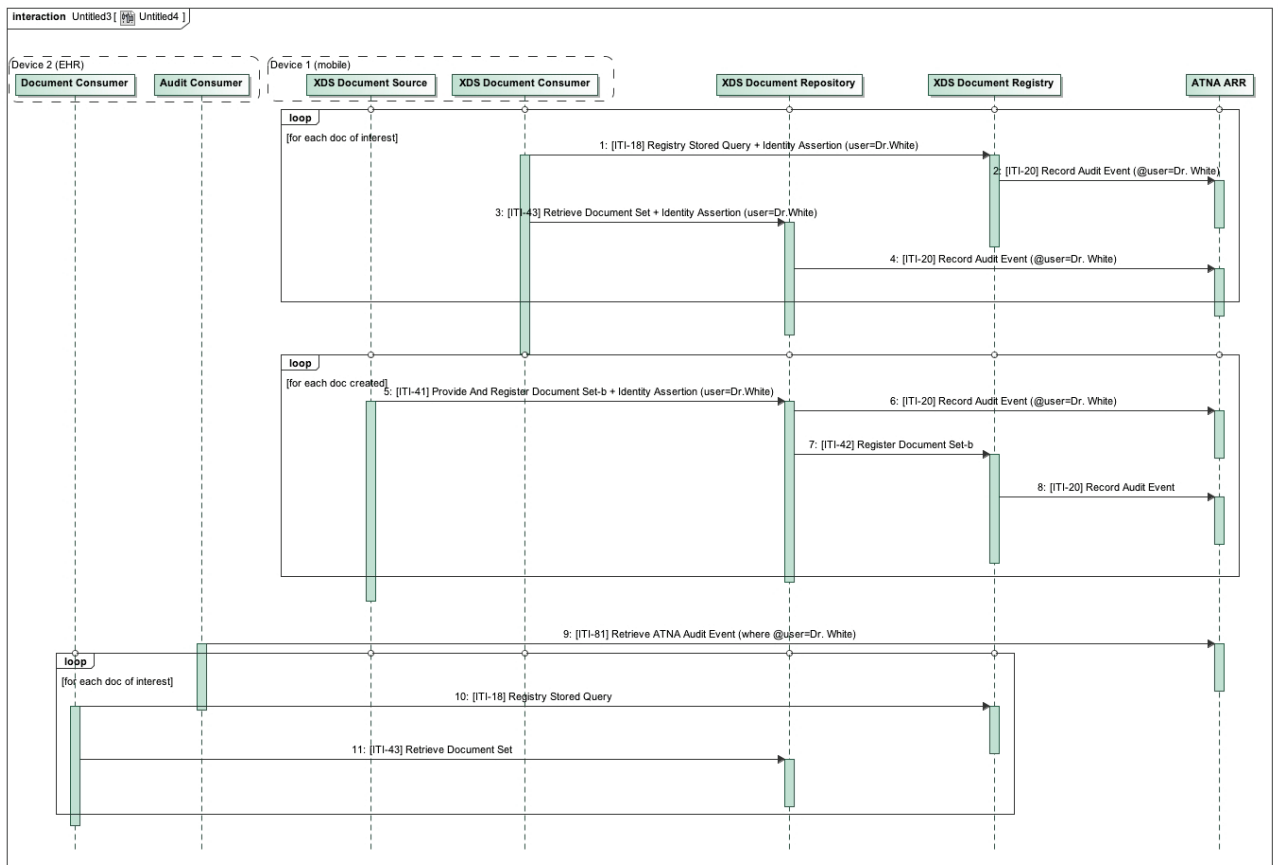 interaction Untitled3 [ Untitled4 ]
Device 2 (EHR)
Device 1 (mobile)
Document Consumer
Audit Consumer
XDS Document Source
XDS Document Consumer
XDS Document Repository
XDS Document Registry
ATNA ARR
loop
[for each doc of interest]
1: [ITI-18] Registry Stored Query + Identity Assertion (user=Dr.White)
2: [ITI-20] Record Audit Event (@user=Dr. White)
3: [ITI-43] Retrieve Document Set + Identity Assertion (user=Dr.White)
4: [ITI-20] Record Audit Event (@user=Dr. White)
loop
[for each doc created]
5: [ITI-41] Provide And Register Document Set-b + Identity Assertion (user=Dr.White)
6: [ITI-20] Record Audit Event (@user=Dr. White)
7: [ITI-42] Register Document Set-b
8: [ITI-20] Record Audit Event
9: [ITI-81] Retrieve ATNA Audit Event (where @user=Dr. White)
loop
[for each doc of interest]
10: [ITI-18] Registry Stored Query
11: [ITI-43] Retrieve Document Set